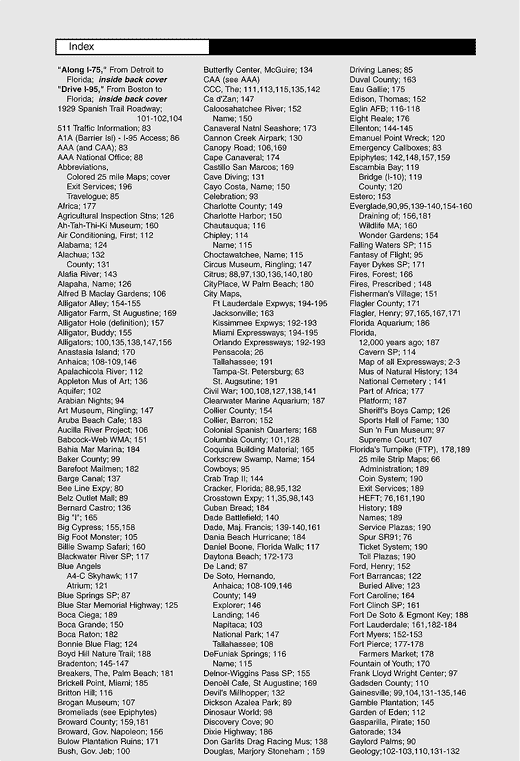 Index
"Along I-75," From Detroit to
Florida; inside back cover
"Drive I-95," From Boston to
Florida; inside back cover
1929 Spanish Trail Roadway;
101-102,104
511 Traffic Information; 83
A1A (Barrier Isl) - I-95 Access; 86
AAA (and CAA); 83
AAA National Office; 88
Abbreviations,
Colored 25 mile Maps; cover
Exit Services; 196
Travelogue; 85
Africa; 177
Agricultural Inspection Stns; 126
Ah-Tah-Thi-Ki Museum; 160
Air Conditioning, First; 112
Alabama; 124
Alachua; 132
County; 131
Alafia River; 143
Alapaha, Name; 126
Alfred B Maclay Gardens; 106
Alligator Alley; 154-155
Alligator Farm, St Augustine; 169
Alligator Hole (definition); 157
Alligator, Buddy; 155
Alligators; 100,135,138,147,156
Anastasia Island; 170
Anhaica; 108-109,146
Apalachicola River; 112
Appleton Mus of Art; 136
Aquifer; 102
Arabian Nights; 94
Art Museum, Ringling; 147
Aruba Beach Cafe; 183
Aucilla River Project; 106
Babcock-Web WMA; 151
Bahia Mar Marina; 184
Baker County; 99
Barefoot Mailmen; 182
Barge Canal; 137
Bee Line Expy; 80
Belz Outlet Mall; 89
Bernard Castro; 136
Big "I"; 165
Big Cypress; 155,158
Big Foot Monster; 105
Billie Swamp Safari; 160
Blackwater River SP; 117
Blue Angels
A4-C Skyhawk; 117
Atrium; 121
Blue Springs SP; 87
Blue Star Memorial Highway; 125
Boca Ciega; 189
Boca Grande; 150
Boca Raton; 182
Bonnie Blue Flag; 124
Boyd Hill Nature Trail; 188
Bradenton; 145-147
Breakers, The, Palm Beach; 181
Brickell Point, Miami; 185
Britton Hill; 116
Brogan Museum; 107
Bromeliads (see Epiphytes)
Broward County; 159,181
Broward, Gov. Napoleon; 156
Bulow Plantation Ruins; 171
Bush, Gov. Jeb; 100
Butterfly Center, McGuire; 134
CAA (see AAA)
CCC, The; 111,113,115,135,142
Ca d'Zan; 147
Caloosahatchee River; 152
Name; 150
Canaveral Natnl Seashore; 173
Cannon Creek Airpark; 130
Canopy Road; 106,169
Cape Canaveral; 174
Castillo San Marcos; 169
Cave Diving; 131
Cayo Costa, Name; 150
Celebration; 93
Charlotte County; 149
Charlotte Harbor; 150
Chautauqua; 116
Chipley; 114
Name; 115
Choctawatchee, Name; 115
Circus Museum, Ringling; 147
Citrus; 88,97,130,136,140,180
CityPlace, W Palm Beach; 180
City Maps,
Ft Lauderdale Expwys; 194-195
Jacksonville; 163
Kissimmee Expwys; 192-193
Miami Expressways; 194-195
Orlando Expressways; 192-193
Pensacola; 26
Tallahassee; 191
Tampa-St. Petersburg; 63
St. Augsutine; 191
Civil War; 100,108,127,138,141
Clearwater Marine Aquarium; 187
Collier County; 154
Collier, Barron; 152
Colonial Spanish Quarters; 168
Columbia County; 101,128
Coquina Building Material; 165
Corkscrew Swamp, Name; 154
Cowboys; 95
Crab Trap II; 144
Cracker, Florida; 88,95,132
Crosstown Expy; 11,35,98,143
Cuban Bread; 184
Dade Battlefield; 140
Dade, Maj. Francis; 139-140,161
Dania Beach Hurricane; 184
Daniel Boone, Florida Walk; 117
Daytona Beach; 172-173
De Land; 87
De Soto, Hernando,
Anhaica; 108-109,146
County; 149
Explorer; 146
Landing; 146
Napitaca; 103
National Park; 147
Tallahassee; 108
DeFuniak Springs; 116
Name; 115
Delnor-Wiggins Pass SP; 155
Denoël Cafe, St Augustine; 169
Devil's Millhopper; 132
Dickson Azalea Park; 89
Dinosaur World; 98
Discovery Cove; 90
Dixie Highway; 186
Don Garlits Drag Racing Mus; 138
Douglas, Marjory Stoneham ; 159
Driving Lanes; 85
Duval County; 163
Eau Gallie; 175
Edison, Thomas; 152
Eglin AFB; 116-118
Eight Reale; 176
Ellenton; 144-145
Emanuel Point Wreck; 120
Emergency Callboxes; 83
Epiphytes; 142,148,157,159
Escambia Bay; 119
Bridge (I-10); 119
County; 120
Estero; 153
Everglade,90,95,139-140,154-160
Draining of; 156,181
Wildlife MA; 160
Wonder Gardens; 154
Falling Waters SP; 115
Fantasy of Flight; 95
Fayer Dykes SP; 171
Fires, Forest; 166
Fires, Prescribed ; 148
Fisherman's Village; 151
Flagler County; 171
Flagler, Henry; 97,165,167,171
Florida Aquarium; 186
Florida,
12,000 years ago; 187
Cavern SP; 114
Map of all Expressways; 2-3
Mus of Natural History; 134
National Cemetery ; 141
Part of Africa; 177
Platform; 187
Sheriff's Boys Camp; 126
Sports Hall of Fame; 130
Sun 'n Fun Museum; 97
Supreme Court; 107
Florida's Turnpike (FTP), 178,189
25 mile Strip Maps; 66
Administration; 189
Coin System; 190
Exit Services; 189
HEFT; 76,161,190
History; 189
Names; 189
Service Plazas; 190
Spur SR91; 76
Ticket System; 190
Toll Plazas; 190
Ford, Henry; 152
Fort Barrancas; 122
Buried Alive; 123
Fort Caroline; 164
Fort Clinch SP; 161
Fort De Soto & Egmont Key; 188
Fort Lauderdale; 161,182-184
Fort Myers; 152-153
Fort Pierce; 177-178
Farmers Market; 178
Fountain of Youth; 170
Frank Lloyd Wright Center; 97
Gadsden County; 110
Gainesville; 99,104,131-135,146
Gamble Plantation; 145
Garden of Eden; 112
Gasparilla, Pirate; 150
Gatorade; 134
Gaylord Palms; 90
Geology;102-103,110,131-132